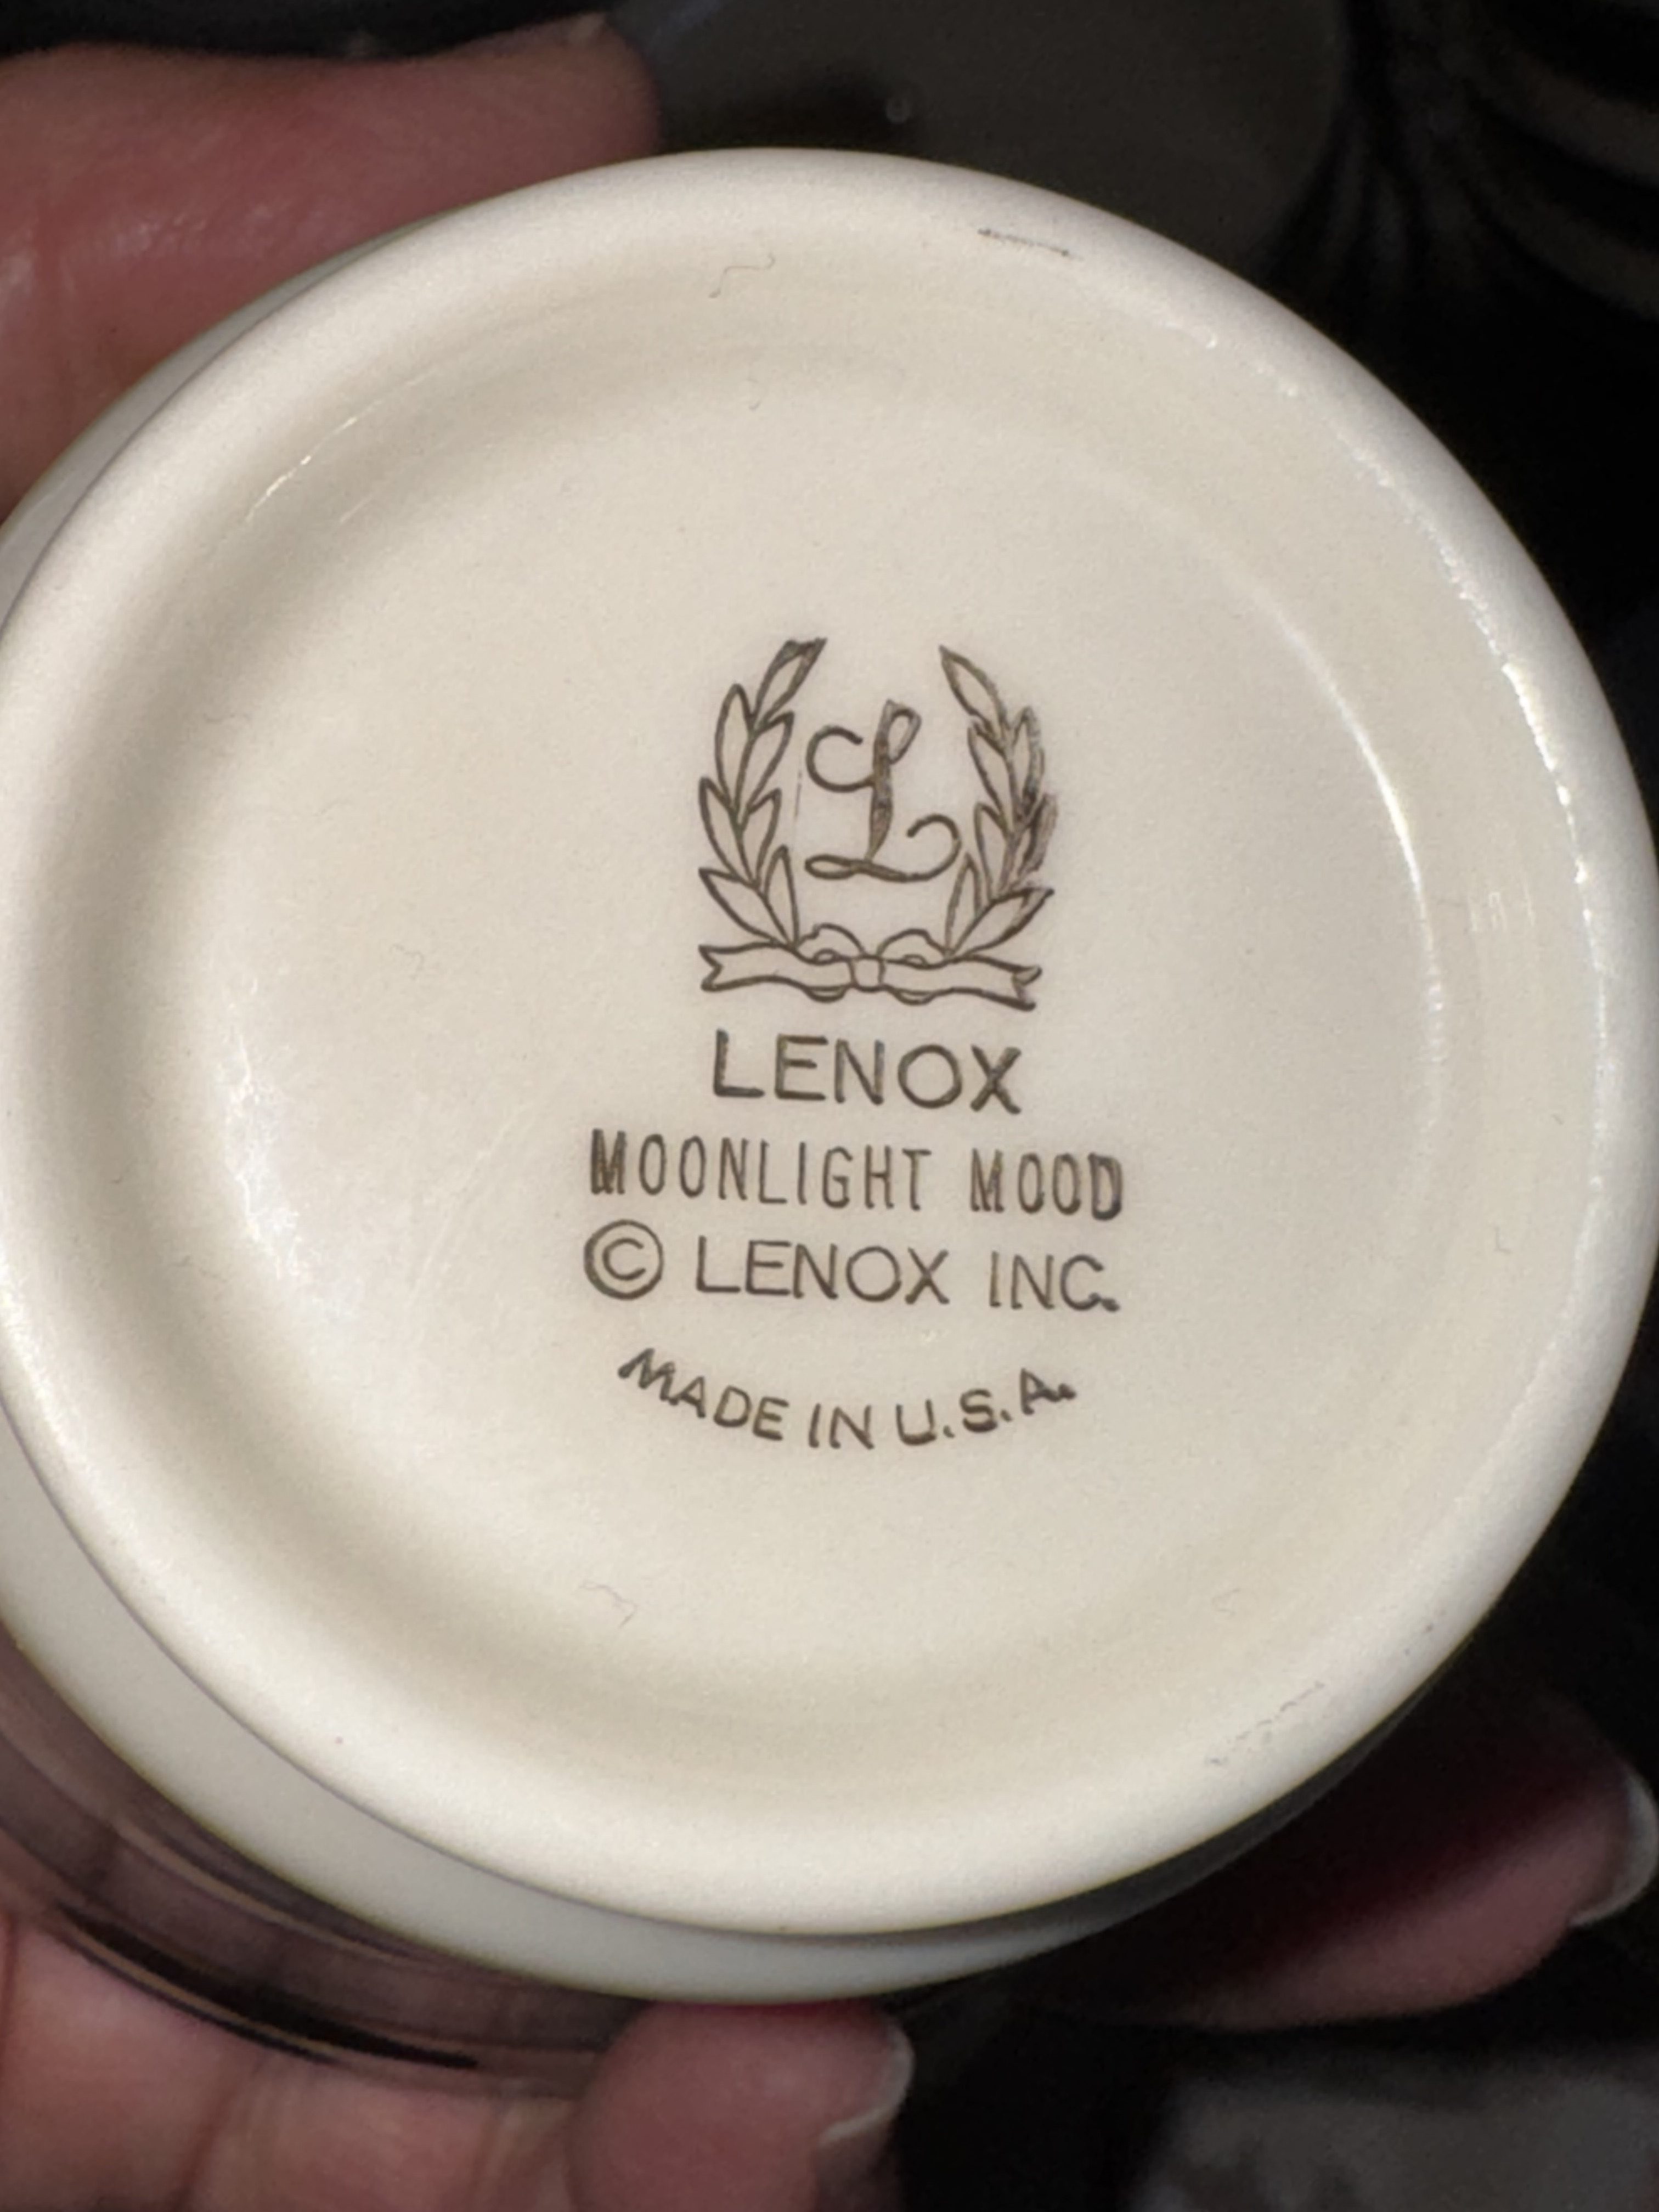 L
LENOX
MOONLIGHT MOOD
© LENOX INC.
MADE IN U.S.A.